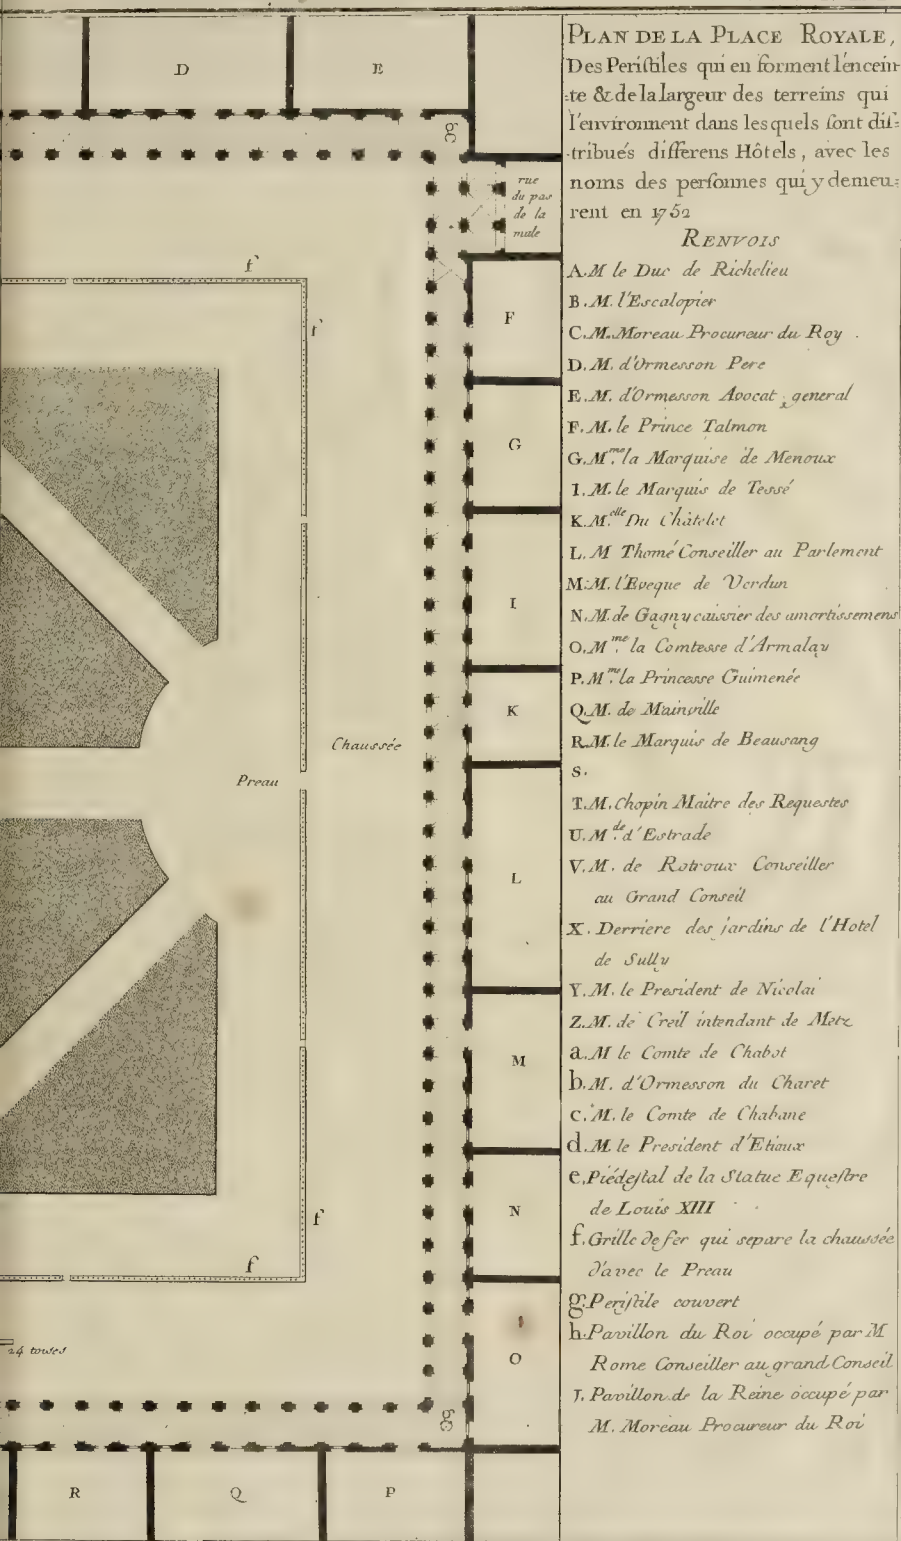 D
E
g
rue
du pas
de la
mule
f
f
F
G
I
K
Chaussée
Preau
L
M
N
f
f
24 toises
O
g
R
Q
P
PLAN DE LA PLACE ROYALE,
Des Peristiles qui en forment l'encein-
-te & de la largeur des terreins qui
l'environnent dans lesquels sont dis-
-tribués differens Hôtels, avec les
noms des personnes qui y demeu-
rent en 1752
RENVOIS
A. M le Duc de Richelieu
B. M. l'Escalopier
C. M. Moreau Procureur du Roy.
D. M. d'Ormesson Pere
E. M. d'Ormesson Avocat general
F. M. le Prince Talmon
G. Mme la Marquise de Menoux
I. M. le Marquis de Tessé
K. Melle Du Châtelet
L. M Thomé Conseiller au Parlement
M. M. l'Eveque de Verdun
N. M. de Gagny caissier des amortissemens
O. Mme la Comtesse d'Armalay
P. Mme la Princesse Guimenée
Q. M. de Mainville
R. M. le Marquis de Beausang
S.
T. M. Chopin Maitre des Requestes
U. Mde d'Estrade
V. M. de Rotroux Conseiller
au Grand Conseil
X. Derriere des jardins de l'Hotel
de Sully
Y. M. le President de Nicolai
Z. M. de Creil intendant de Metz
a. M le Comte de Chabot
b. M. d'Ormesson du Charet
c. M. le Comte de Chabane
d. M. le President d'Etiaux
e. Piédestal de la Statue Equestre
de Louis XIII
f. Grille de fer qui separe la chaussée
d'avec le Preau
g. Peristile couvert
h. Pavillon du Roi occupé par M
Rome Conseiller au grand Conseil
I. Pavillon de la Reine occupé par
M. Moreau Procureur du Roi